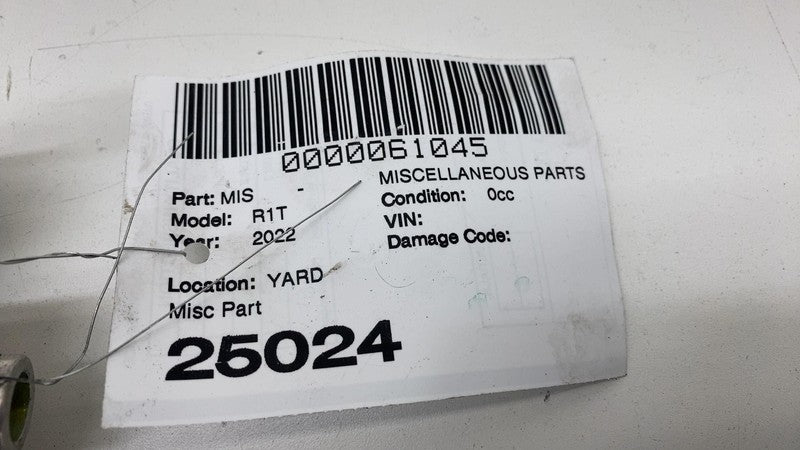 0000061045
MISCELLANEOUS PARTS
Part: MIS -
Condition: 0cc
Model: R1T
VIN:
Year: 2022
Damage Code:
Location: YARD
Misc Part
25024